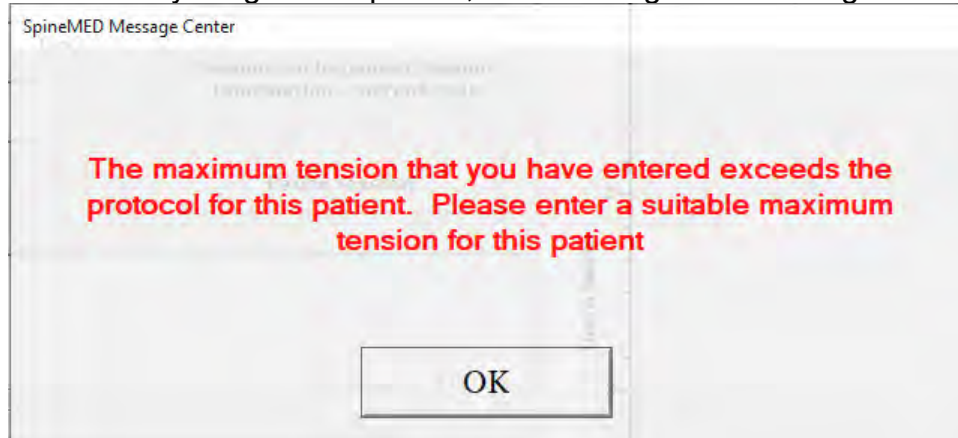 SpineMED Message Center
The maximum tension that you have entered exceeds the
protocol for this patient.  Please enter a suitable maximum
tension for this patient
OK